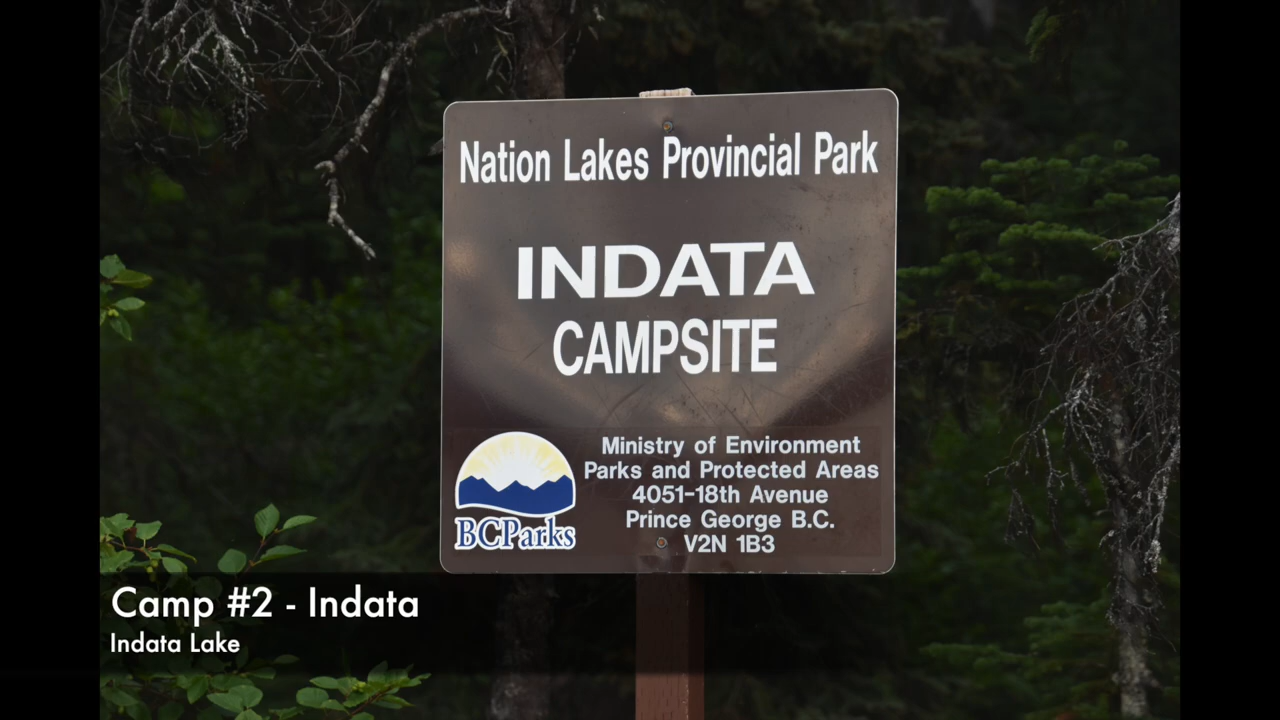 Nation Lakes Provincial Park
INDATA
CAMPSITE
Ministry of Environment
Parks and Protected Areas
4051-18th Avenue
Prince George B.C.
V2N 1B3
BCParks
Camp #2 - Indata
Indata Lake